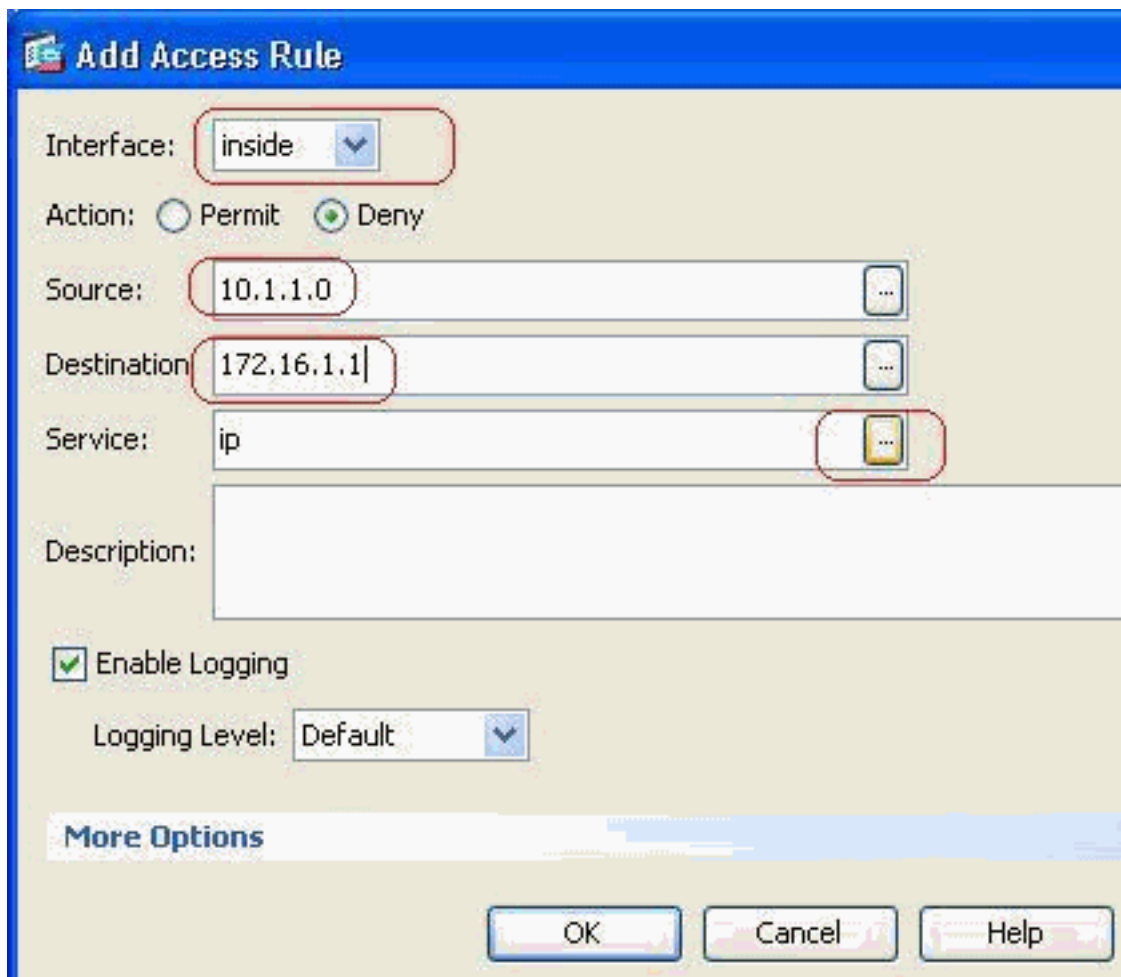 Add Access Rule
Interface: inside
Action: Permit Deny
Source: 10.1.1.0 ...
Destination 172.16.1.1 ...
Service: ip ...
Description:
Enable Logging
Logging Level: Default
More Options
OK Cancel Help